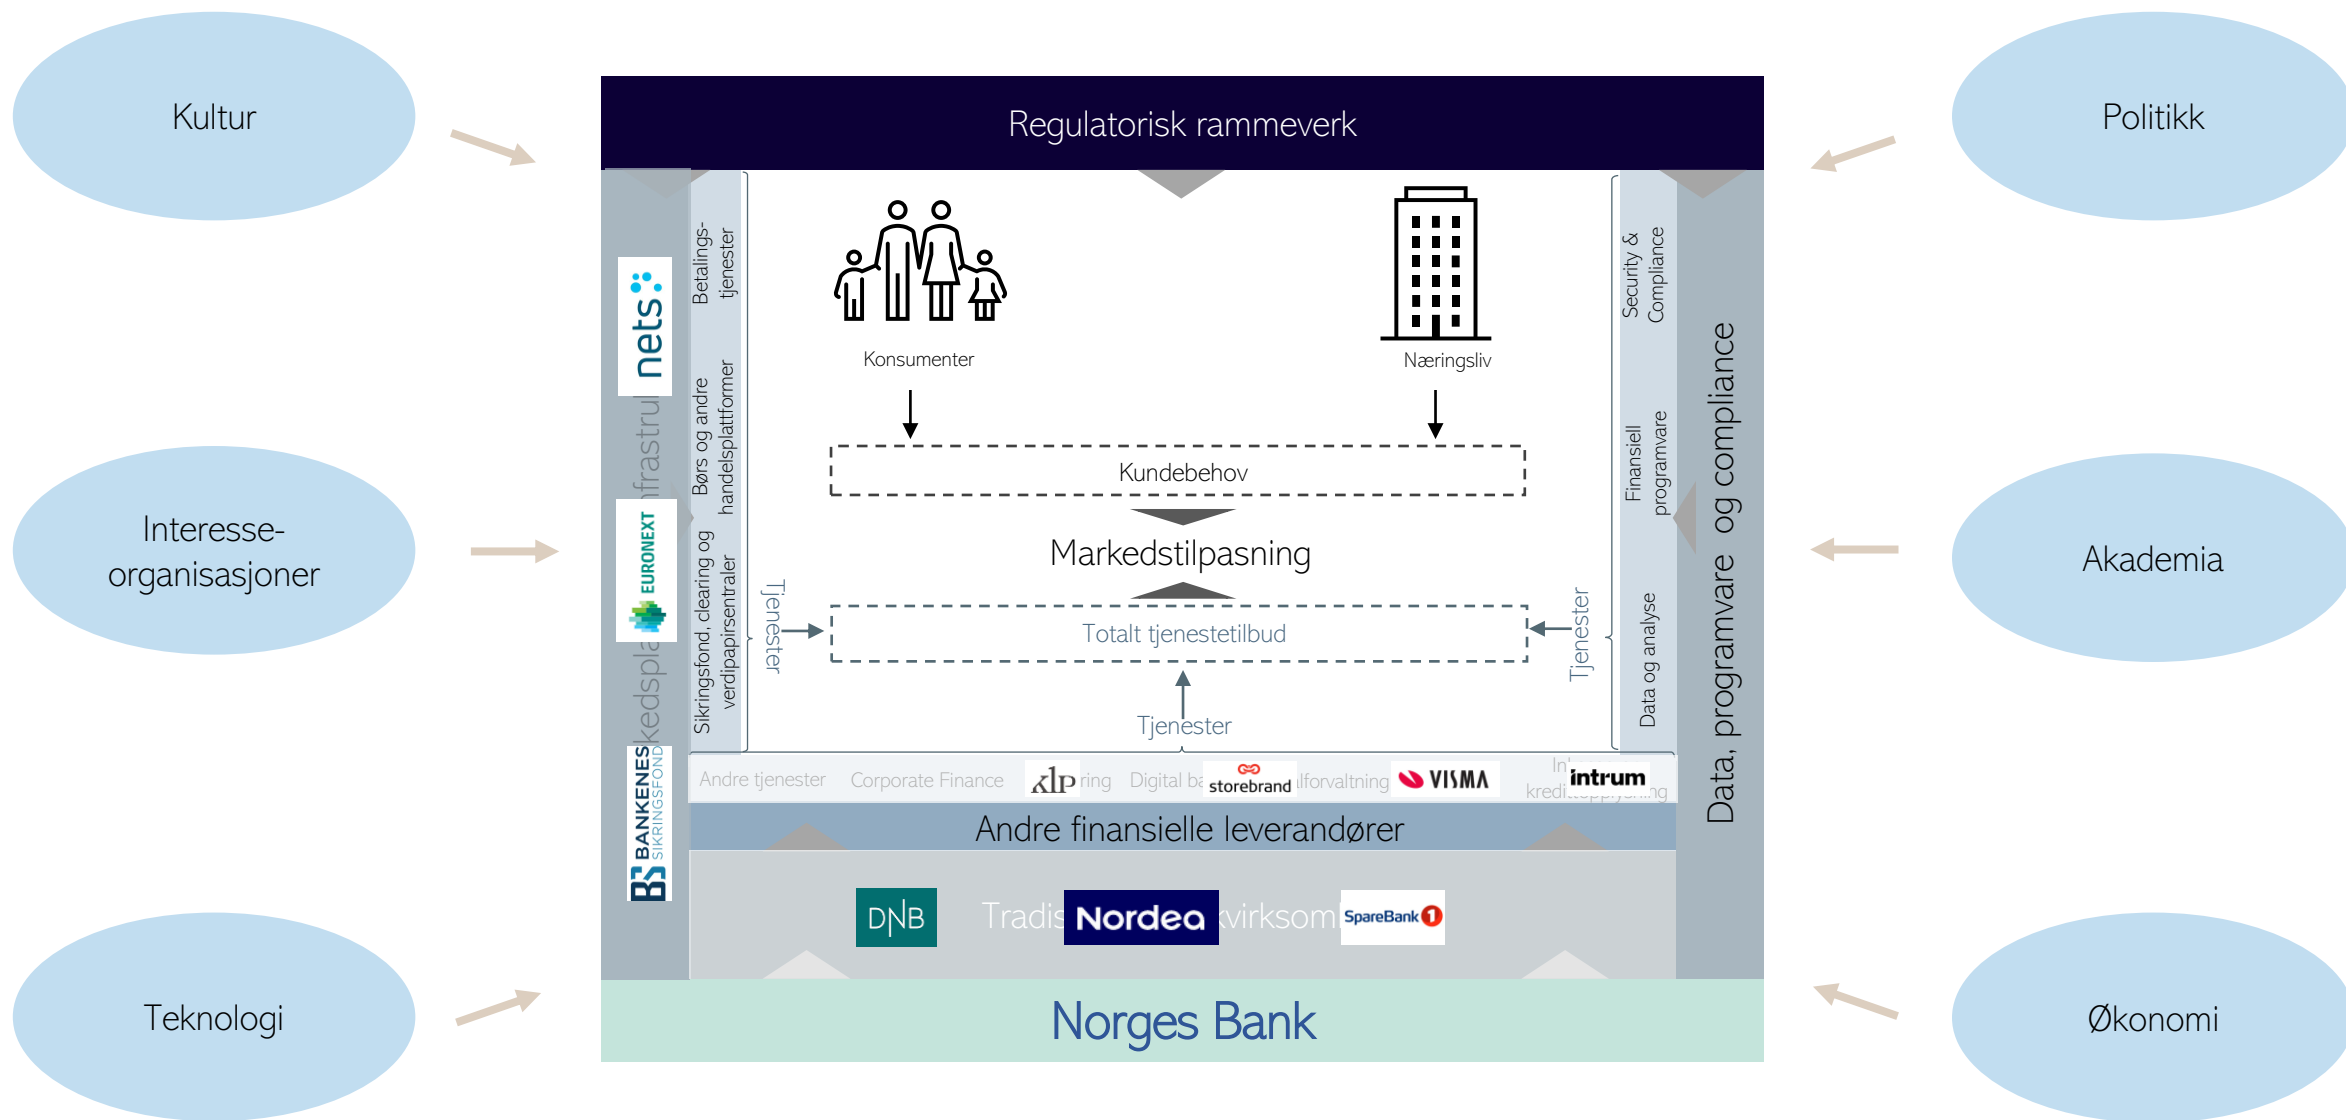 Kultur
Politikk
Regulatorisk rammeverk
Betalings-
tjenester
Security &
Compliance
nets
Konsumenter
Næringsliv
Børs og andre
handelsplattformer
Finansiell
programvare
Kundebehov
Data, programvare og compliance
Interesse-
organisasjoner
EURONEXT
Markedstilpasning
Akademia
Sikringsfond, clearing og
verdipapirsentraler
Tjenester
Totalt tjenestetilbud
Tjenester
Data og analyse
Tjenester
BANKENES
SIKRINGSFOND
BS
Andre tjenester
Corporate Finance
klp
Digital
storebrand
VISMA
intrum
Andre finansielle leverandører
DNB
Nordea
SpareBank 1
Teknologi
Norges Bank
Økonomi